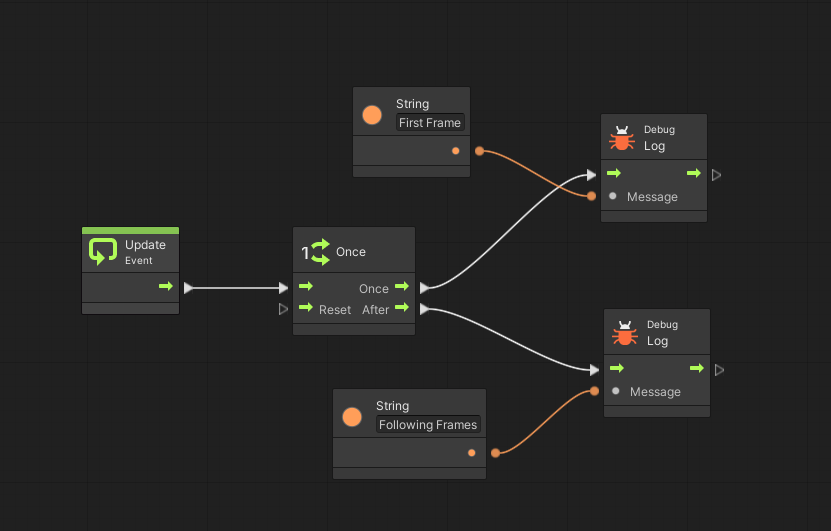 String
First Frame
Debug
Log
Message
Update
Event
1
Once
Once
Reset After
Debug
Log
Message
String
Following Frames